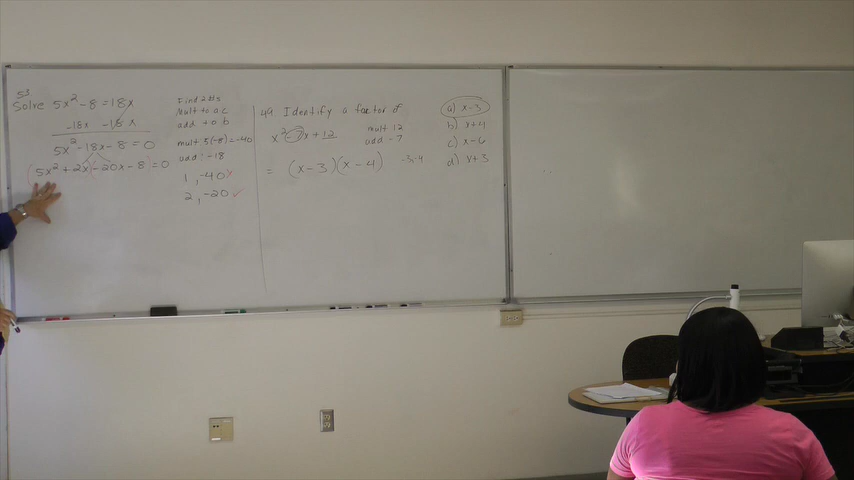 53.
Solve 5x² - 8 = 18x
-18x -18x
5x² - 18x - 8 = 0
(5x² + 2x)(-20x - 8) = 0
Find 2 #s
mult to a·c
add to b
mult 5(-8) = -40
add: -18
1, -40 x
2, -20 ✓
49. Identify a factor of
x² - 7x + 12
mult 12
add -7
= (x - 3)(x - 4)
-3, -4
a) x - 3
b) x + 4
c) x - 6
d) x + 3